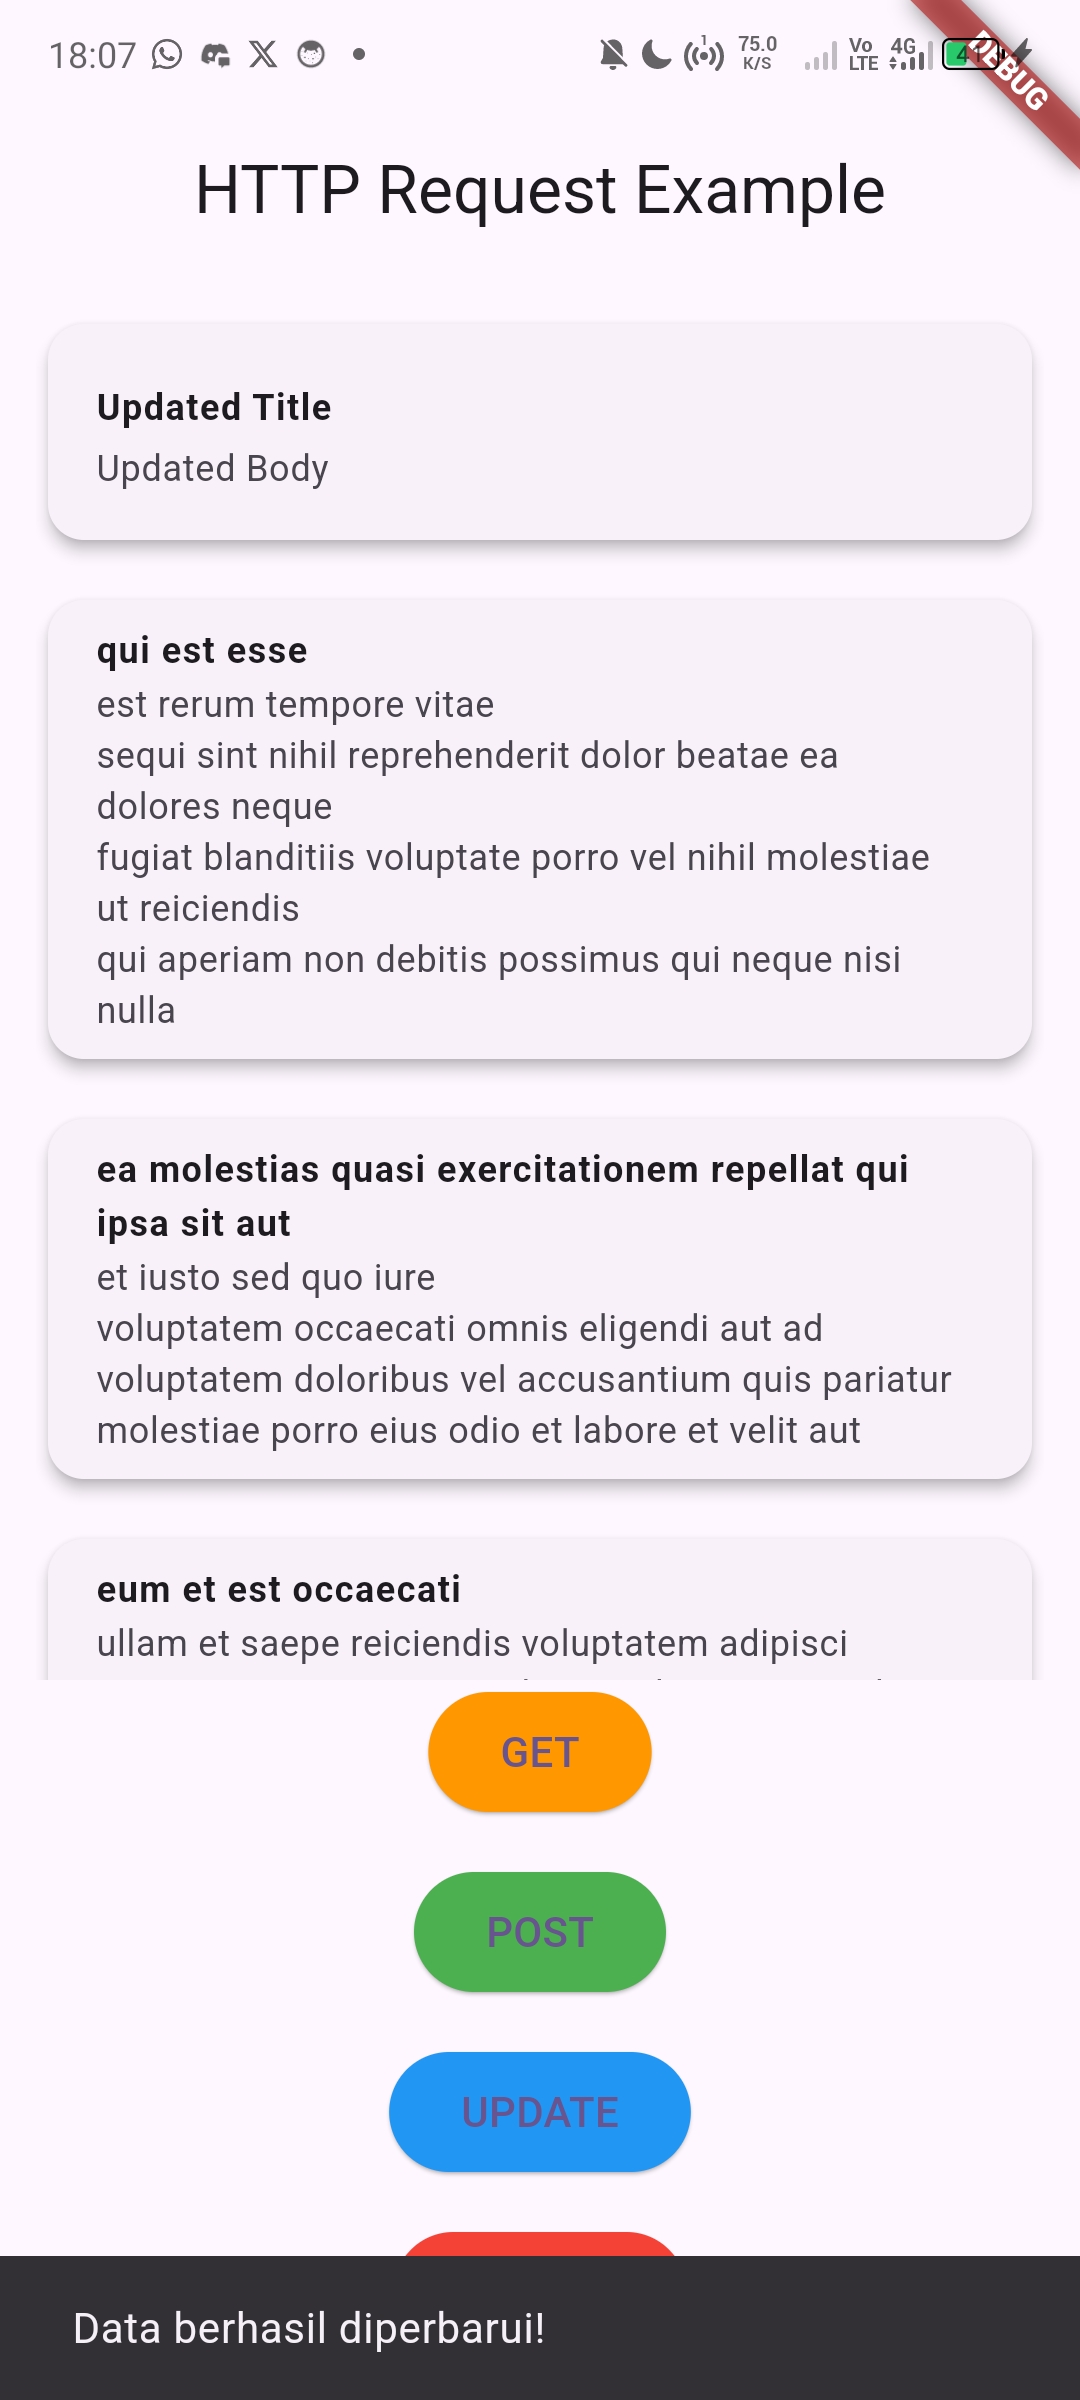 18:07
1
75.0
K/S
Vo
LTE
4G
41
DEBUG
HTTP Request Example
Updated Title
Updated Body
qui est esse
est rerum tempore vitae
sequi sint nihil reprehenderit dolor beatae ea
dolores neque
fugiat blanditiis voluptate porro vel nihil molestiae
ut reiciendis
qui aperiam non debitis possimus qui neque nisi
nulla
ea molestias quasi exercitationem repellat qui
ipsa sit aut
et iusto sed quo iure
voluptatem occaecati omnis eligendi aut ad
voluptatem doloribus vel accusantium quis pariatur
molestiae porro eius odio et labore et velit aut
eum et est occaecati
ullam et saepe reiciendis voluptatem adipisci
GET
POST
UPDATE
Data berhasil diperbarui!